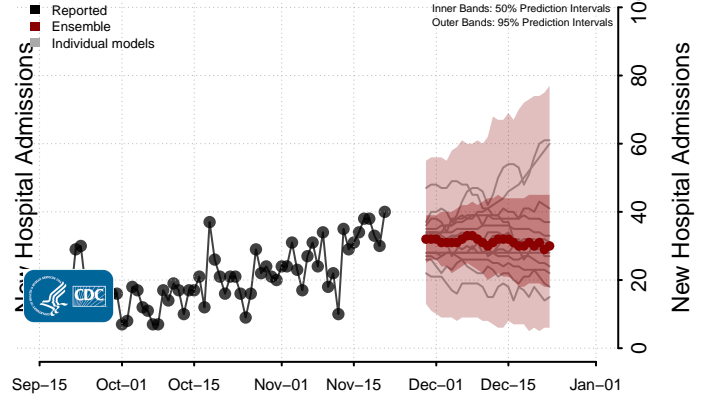 Reported
Ensemble
Individual models
Inner Bands: 50% Prediction Intervals
Outer Bands: 95% Prediction Intervals
New Hospital Admissions
CDC
10
80
60
40
20
0
New Hospital Admissions
Sep–15
Oct–01
Oct–15
Nov–01
Nov–15
Dec–01
Dec–15
Jan–01